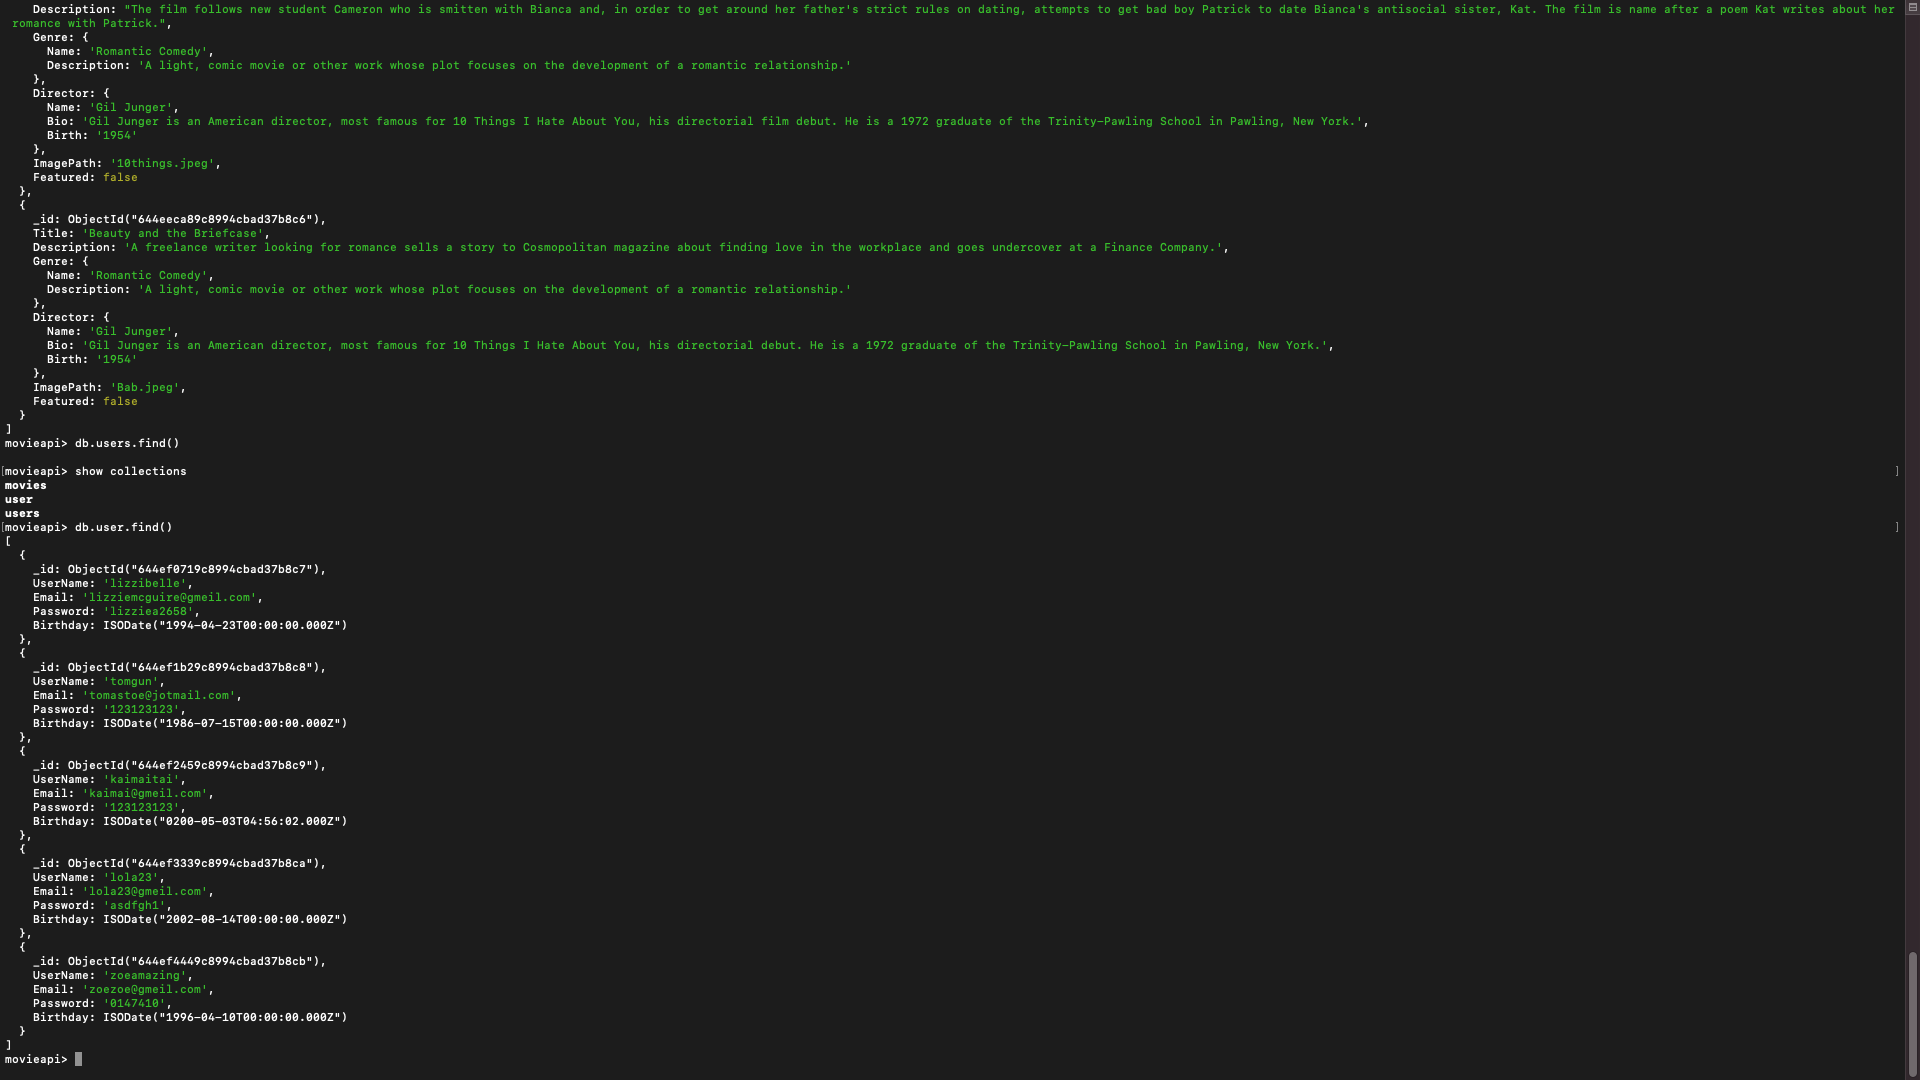 Description: "The film follows new student Cameron who is smitten with Bianca and, in order to get around her father's strict rules on dating, attempts to get bad boy Patrick to date Bianca's antisocial sister, Kat. The film is name after a poem Kat writes about her
 romance with Patrick.",
    Genre: {
      Name: 'Romantic Comedy',
      Description: 'A light, comic movie or other work whose plot focuses on the development of a romantic relationship.'
    },
    Director: {
      Name: 'Gil Junger',
      Bio: 'Gil Junger is an American director, most famous for 10 Things I Hate About You, his directorial film debut. He is a 1972 graduate of the Trinity-Pawling School in Pawling, New York.',
      Birth: '1954'
    },
    ImagePath: '10things.jpeg',
    Featured: false
  },
  {
    _id: ObjectId("644eeca89c8994cbad37b8c6"),
    Title: 'Beauty and the Briefcase',
    Description: 'A freelance writer looking for romance sells a story to Cosmopolitan magazine about finding love in the workplace and goes undercover at a Finance Company.',
    Genre: {
      Name: 'Romantic Comedy',
      Description: 'A light, comic movie or other work whose plot focuses on the development of a romantic relationship.'
    },
    Director: {
      Name: 'Gil Junger',
      Bio: 'Gil Junger is an American director, most famous for 10 Things I Hate About You, his directorial debut. He is a 1972 graduate of the Trinity-Pawling School in Pawling, New York.',
      Birth: '1954'
    },
    ImagePath: 'Bab.jpeg',
    Featured: false
  }
]
movieapi> db.users.find()

[movieapi> show collections ]
movies
user
users
[movieapi> db.user.find() ]
[
  {
    _id: ObjectId("644ef0719c8994cbad37b8c7"),
    UserName: 'lizzibelle',
    Email: 'lizziemcguire@gmeil.com',
    Password: 'lizziea2658',
    Birthday: ISODate("1994-04-23T00:00:00.000Z")
  },
  {
    _id: ObjectId("644ef1b29c8994cbad37b8c8"),
    UserName: 'tomgun',
    Email: 'tomastoe@jotmail.com',
    Password: '123123123',
    Birthday: ISODate("1986-07-15T00:00:00.000Z")
  },
  {
    _id: ObjectId("644ef2459c8994cbad37b8c9"),
    UserName: 'kaimaitai',
    Email: 'kaimai@gmeil.com',
    Password: '123123123',
    Birthday: ISODate("0200-05-03T04:56:02.000Z")
  },
  {
    _id: ObjectId("644ef3339c8994cbad37b8ca"),
    UserName: 'lola23',
    Email: 'lola23@gmeil.com',
    Password: 'asdfgh1',
    Birthday: ISODate("2002-08-14T00:00:00.000Z")
  },
  {
    _id: ObjectId("644ef4449c8994cbad37b8cb"),
    UserName: 'zoeamazing',
    Email: 'zoezoe@gmeil.com',
    Password: '0147410',
    Birthday: ISODate("1996-04-10T00:00:00.000Z")
  }
]
movieapi>